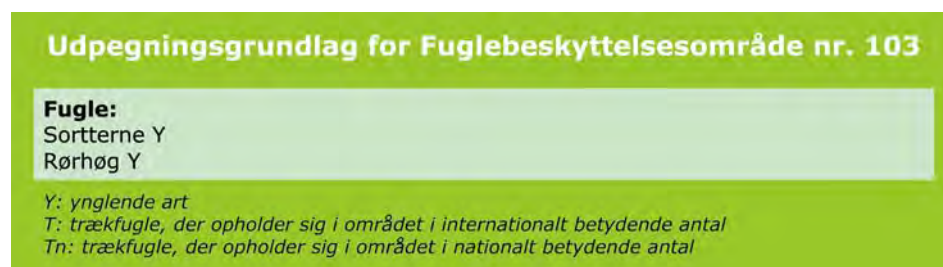 Udpegningsgrundlag for Fuglebeskyttelsesområde nr. 103
Fugle:
Sortterne Y
Rørhøg Y
Y: ynglende art
T: trækfugle, der opholder sig i området i internationalt betydende antal
Tn: trækfugle, der opholder sig i området i nationalt betydende antal